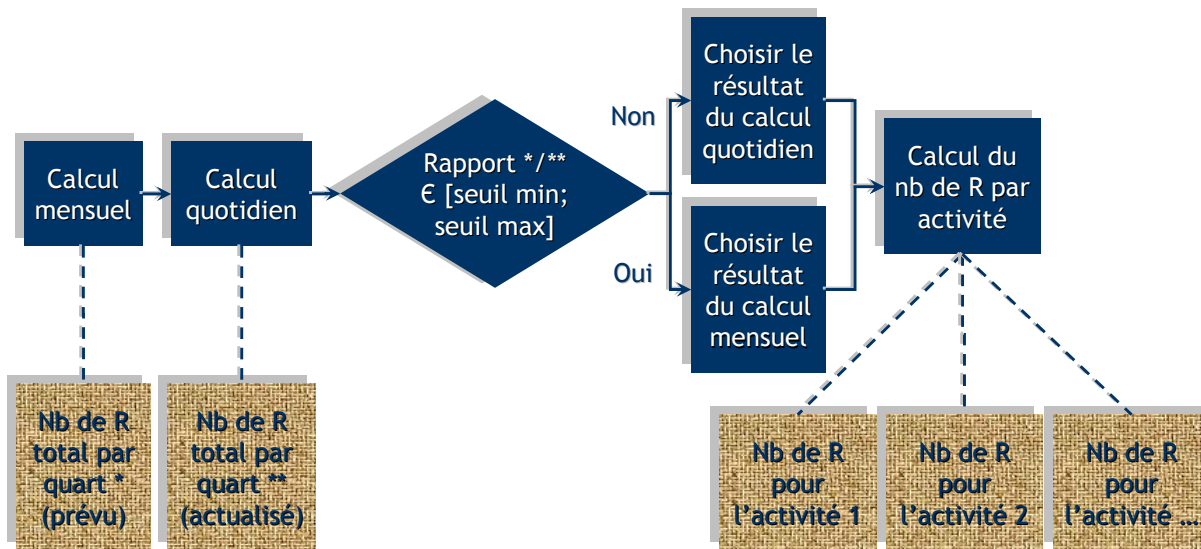 Calcul
mensuel
Calcul
quotidien
Rapport */**
Є [seuil min;
seuil max]
Non
Oui
Choisir le
résultat
du calcul
quotidien
Choisir le
résultat
du calcul
mensuel
Calcul du
nb de R par
activité
Nb de R
total par
quart *
(prévu)
Nb de R
total par
quart **
(actualisé)
Nb de R
pour
l’activité 1
Nb de R
pour
l’activité 2
Nb de R
pour
l’activité …